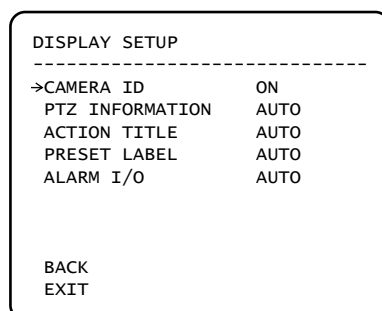 DISPLAY SETUP
------------------------------
→CAMERA ID ON
PTZ INFORMATION AUTO
ACTION TITLE AUTO
PRESET LABEL AUTO
ALARM I/O AUTO
BACK
EXIT